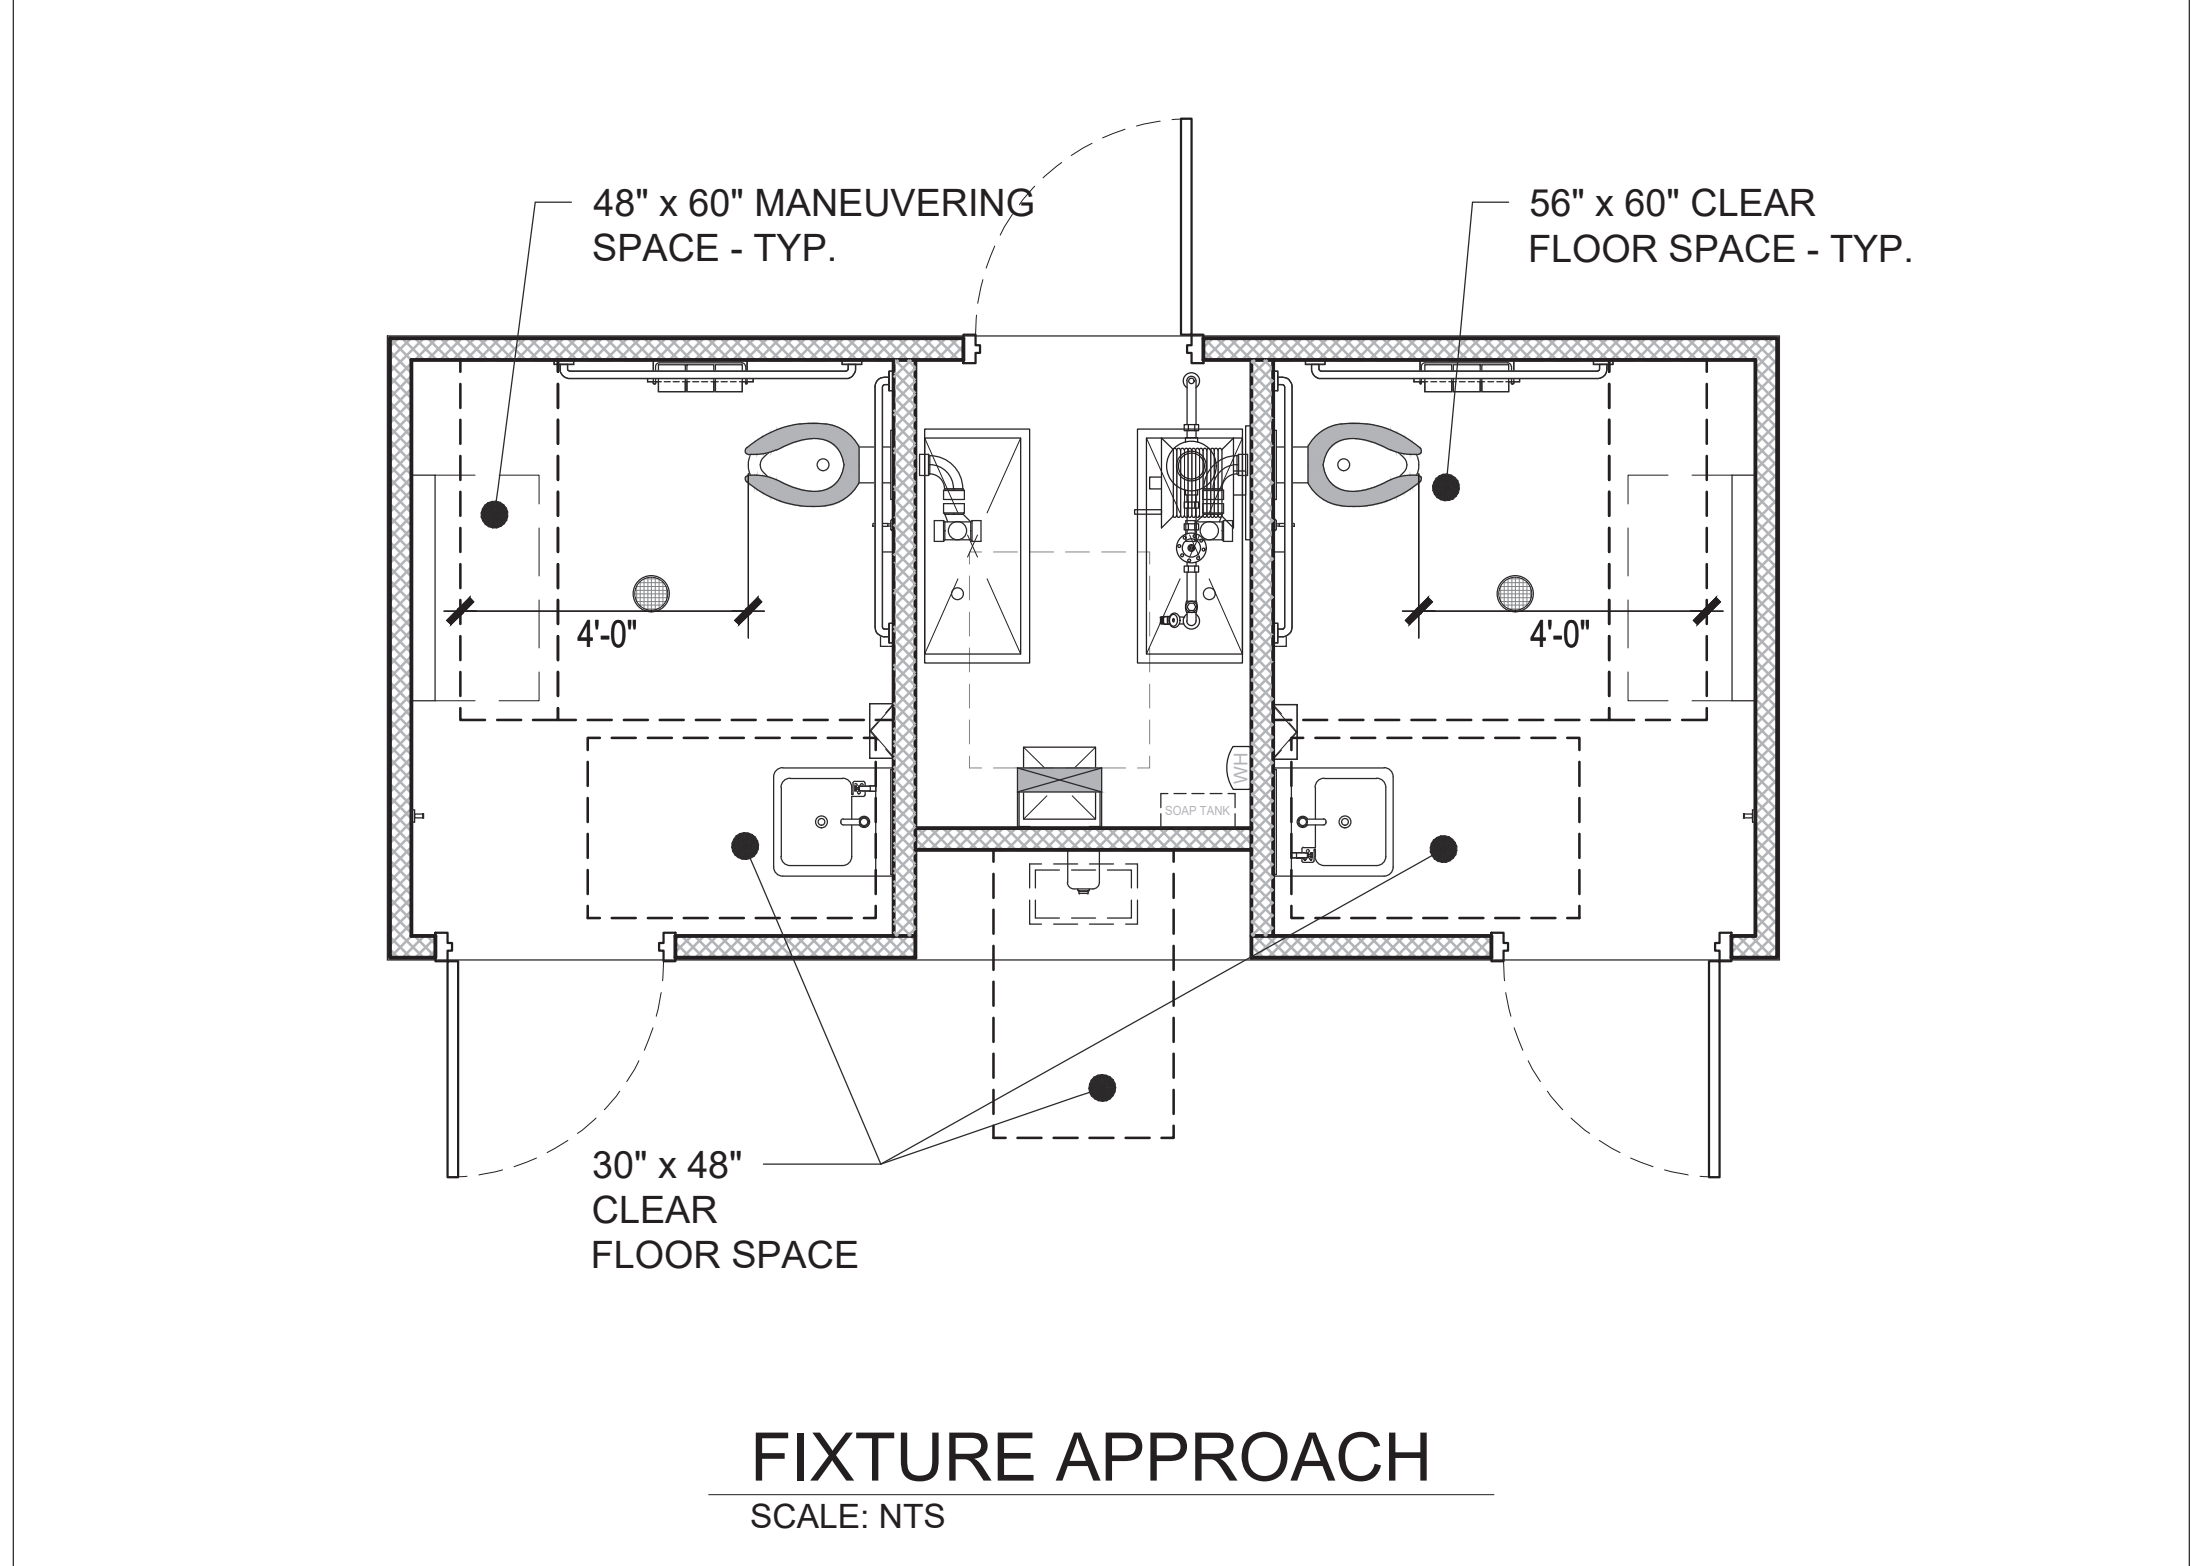 48" x 60" MANEUVERING
SPACE - TYP.
56" x 60" CLEAR
FLOOR SPACE - TYP.
4'-0"
4'-0"
WH
SOAP TANK
30" x 48"
CLEAR
FLOOR SPACE
FIXTURE APPROACH
SCALE: NTS